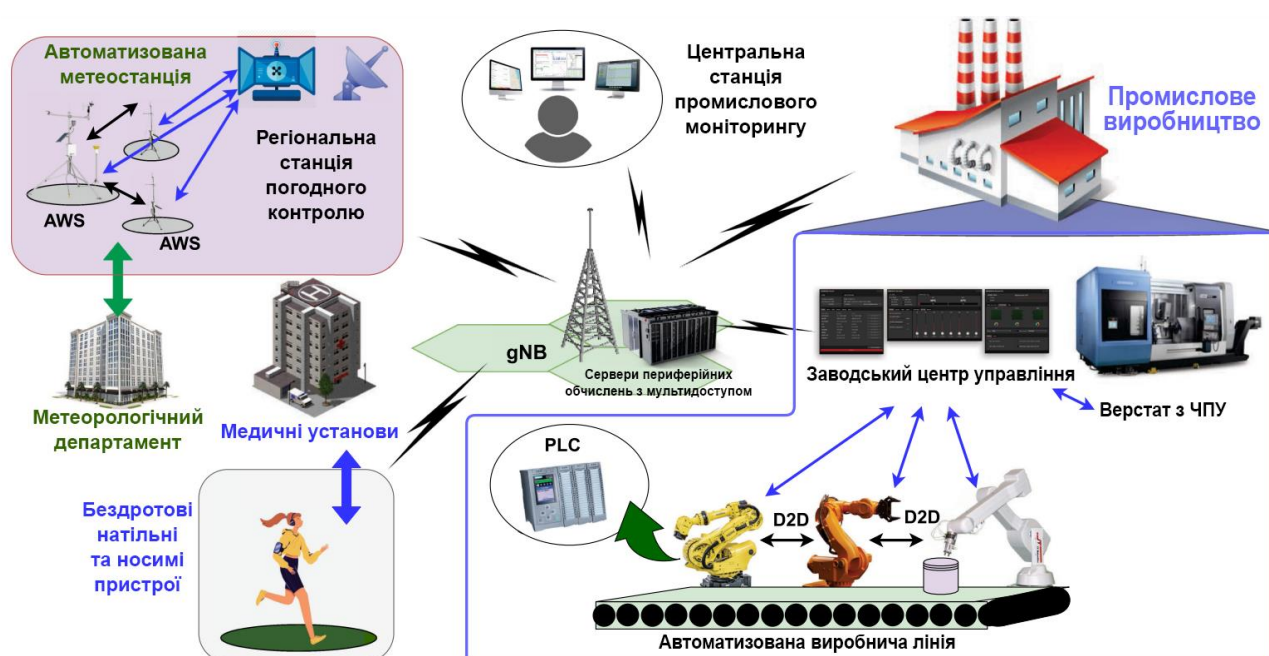 Автоматизована
метеостанція
Регіональна
станція
погодного
контролю
AWS
AWS
Центральна
станція
промислового
моніторингу
Промислове
виробництво
gNB
Сервери периферійних
обчислень з мультидоступом
Заводський центр управління
Верстат з ЧПУ
Метеорологічний
департамент
Медичні установи
Бездротові
натільні
та носимі
пристрої
PLC
D2D
D2D
Автоматизована виробнича лінія